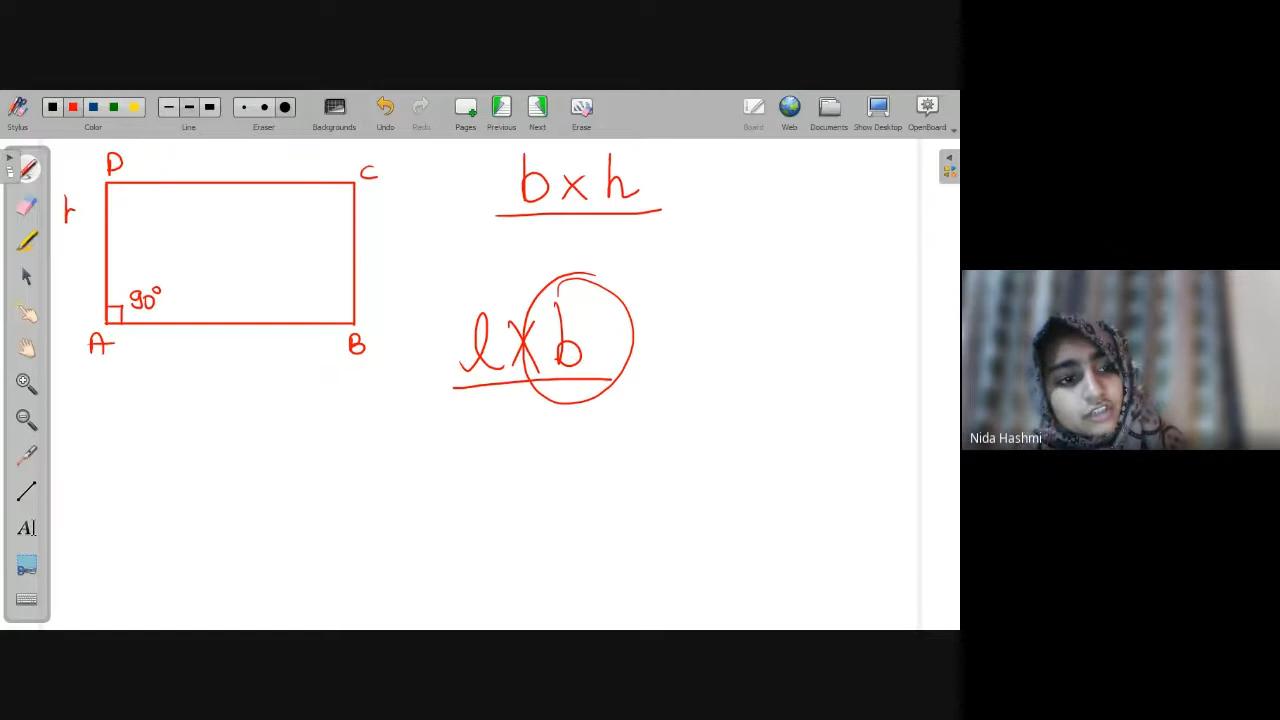 Stylus
Color
Line
Eraser
Backgrounds
Undo
Redo
Pages
Previous
Next
Erase
Board
Web
Documents
Show Desktop
OpenBoard
D
C
b x h
90°
A
B
l x b
A
Nida Hashmi